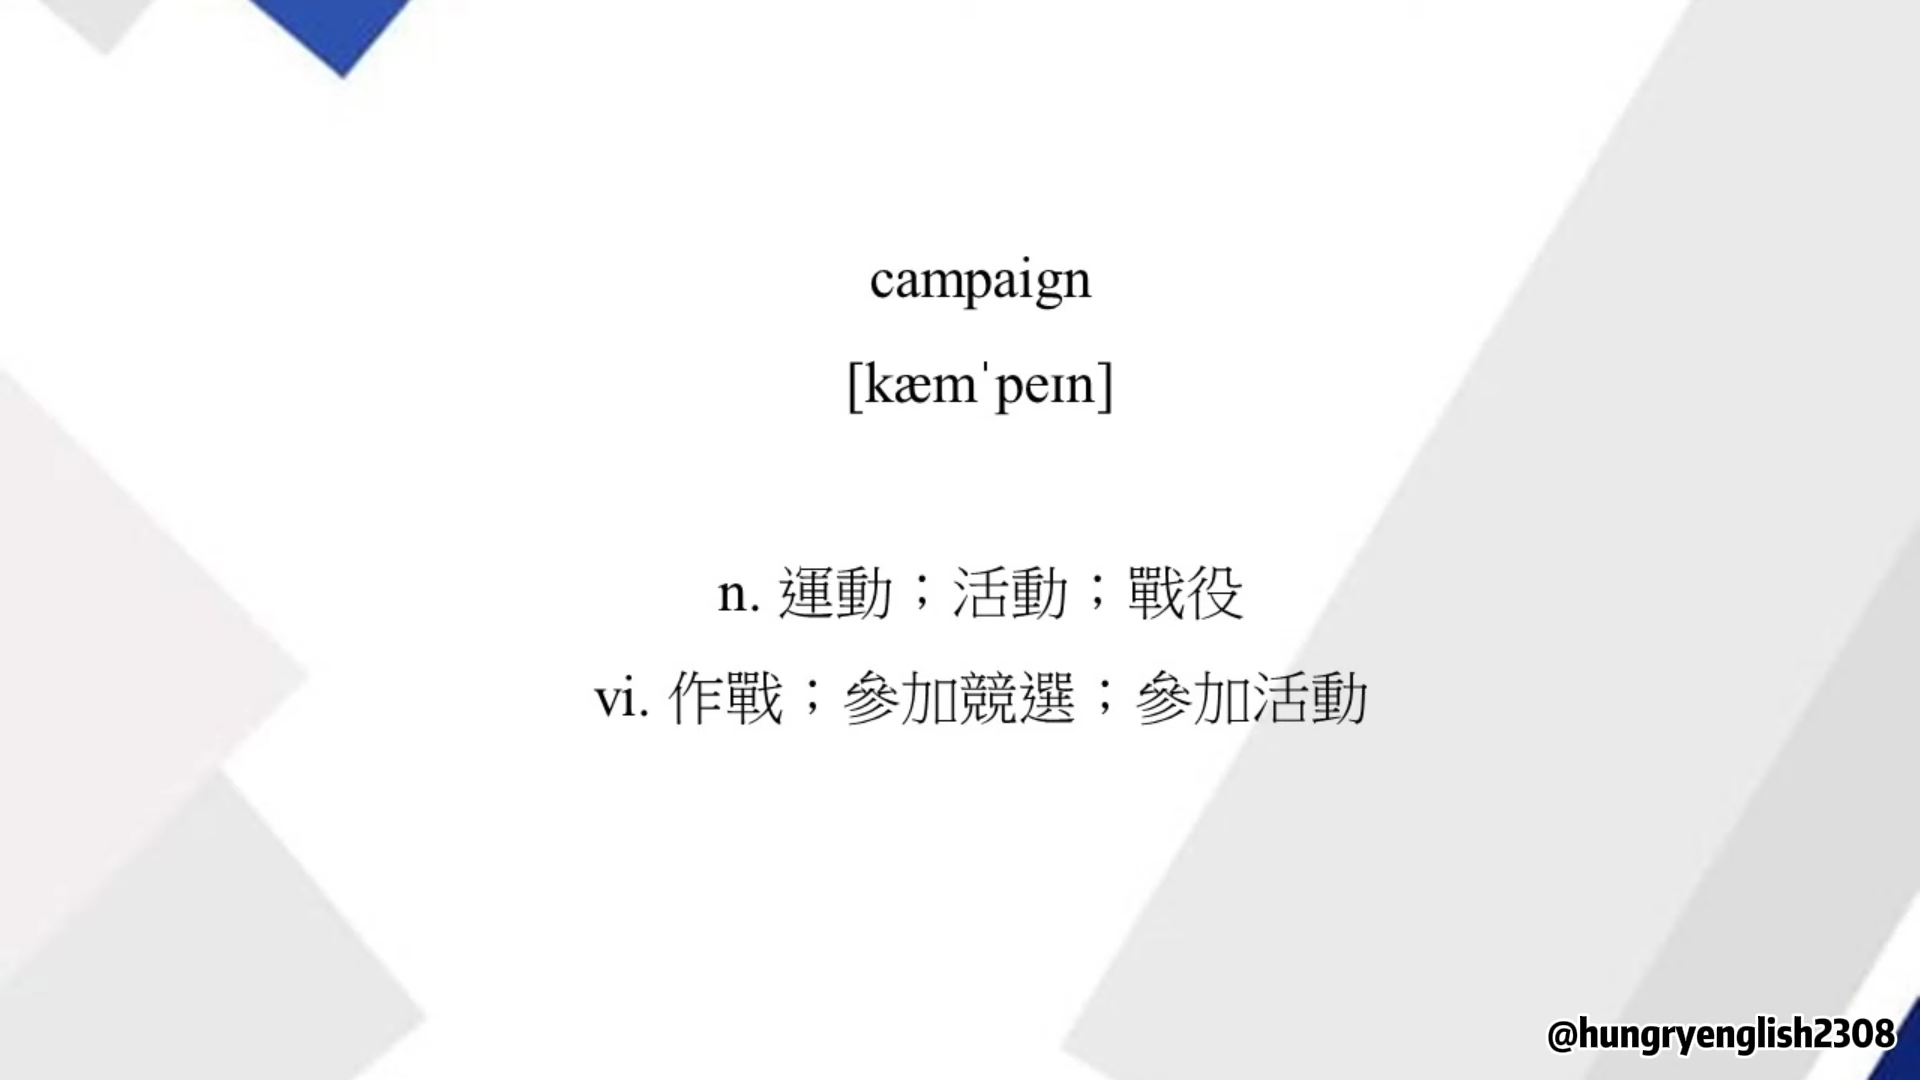 campaign
[kæmˈpeɪn]
n. 運動；活動；戰役
vi. 作戰；參加競選；參加活動
@hungryenglish2308